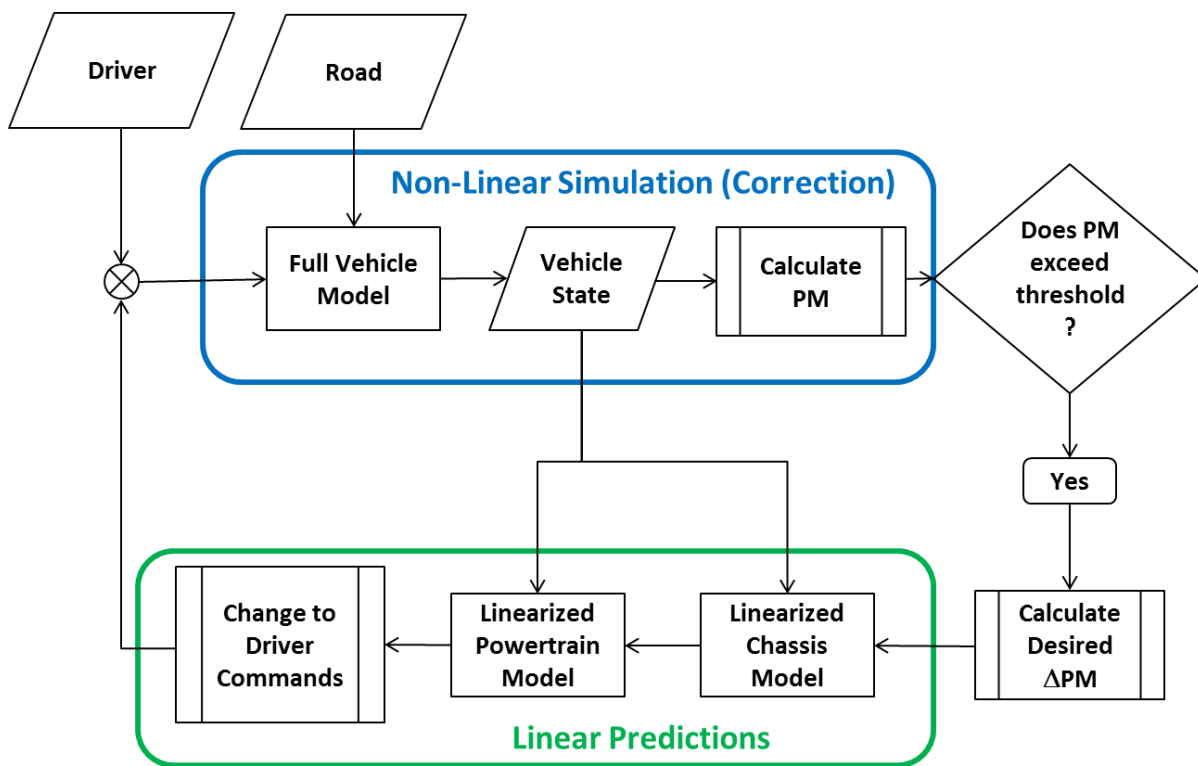 Driver
Road
Non-Linear Simulation (Correction)
Full Vehicle
Model
Vehicle
State
Calculate
PM
Does PM
exceed
threshold
?
Yes
Change to
Driver
Commands
Linearized
Powertrain
Model
Linearized
Chassis
Model
Calculate
Desired
ΔPM
Linear Predictions